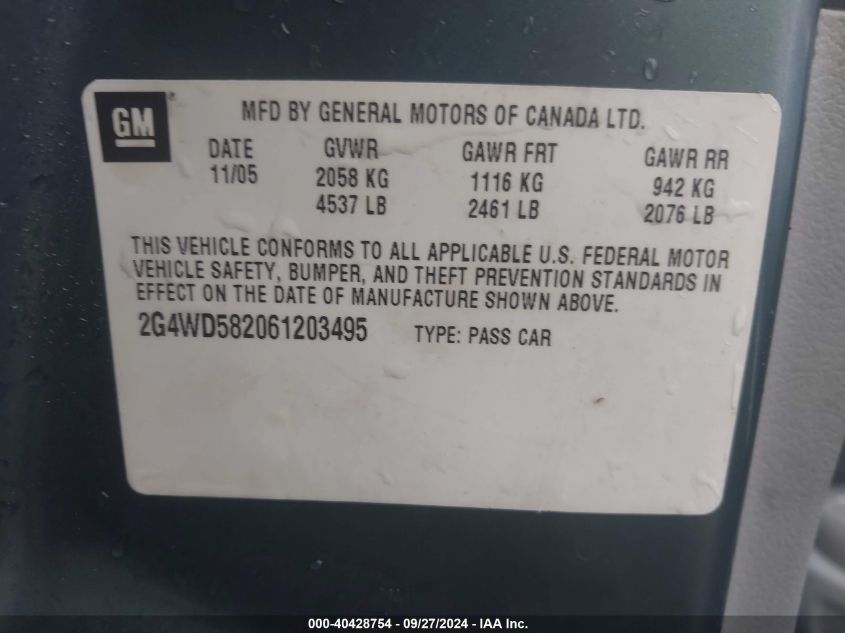 GM®
MFD BY GENERAL MOTORS OF CANADA LTD.
DATE GVWR GAWR FRT GAWR RR
11/05 2058 KG 1116 KG 942 KG
4537 LB 2461 LB 2076 LB
THIS VEHICLE CONFORMS TO ALL APPLICABLE U.S. FEDERAL MOTOR
VEHICLE SAFETY, BUMPER, AND THEFT PREVENTION STANDARDS IN
EFFECT ON THE DATE OF MANUFACTURE SHOWN ABOVE.
2G4WD582061203495 TYPE: PASS CAR
000-40428754 - 09/27/2024 - IAA Inc.